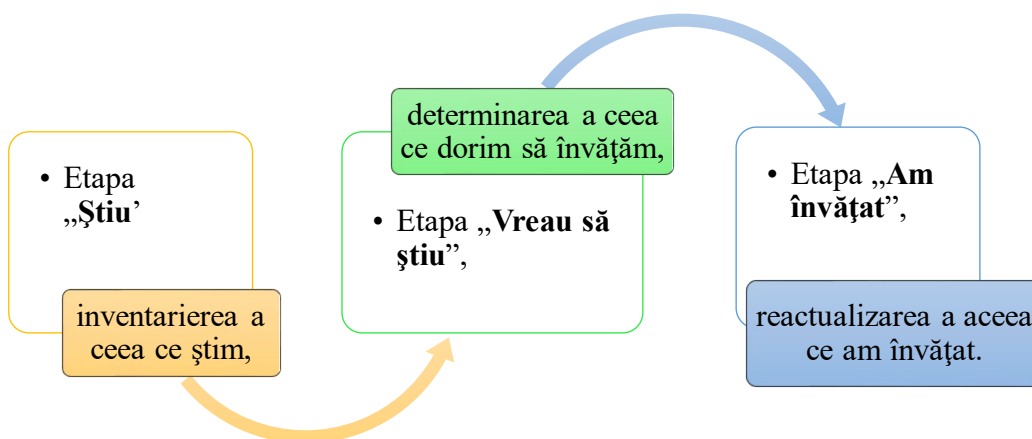 • Etapa
„Ştiu’
inventarierea a
ceea ce ştim,
determinarea a ceea
ce dorim să învăţăm,
• Etapa „Vreau să
ştiu”,
• Etapa „Am
învăţat”,
reactualizarea a aceea
ce am învăţat.